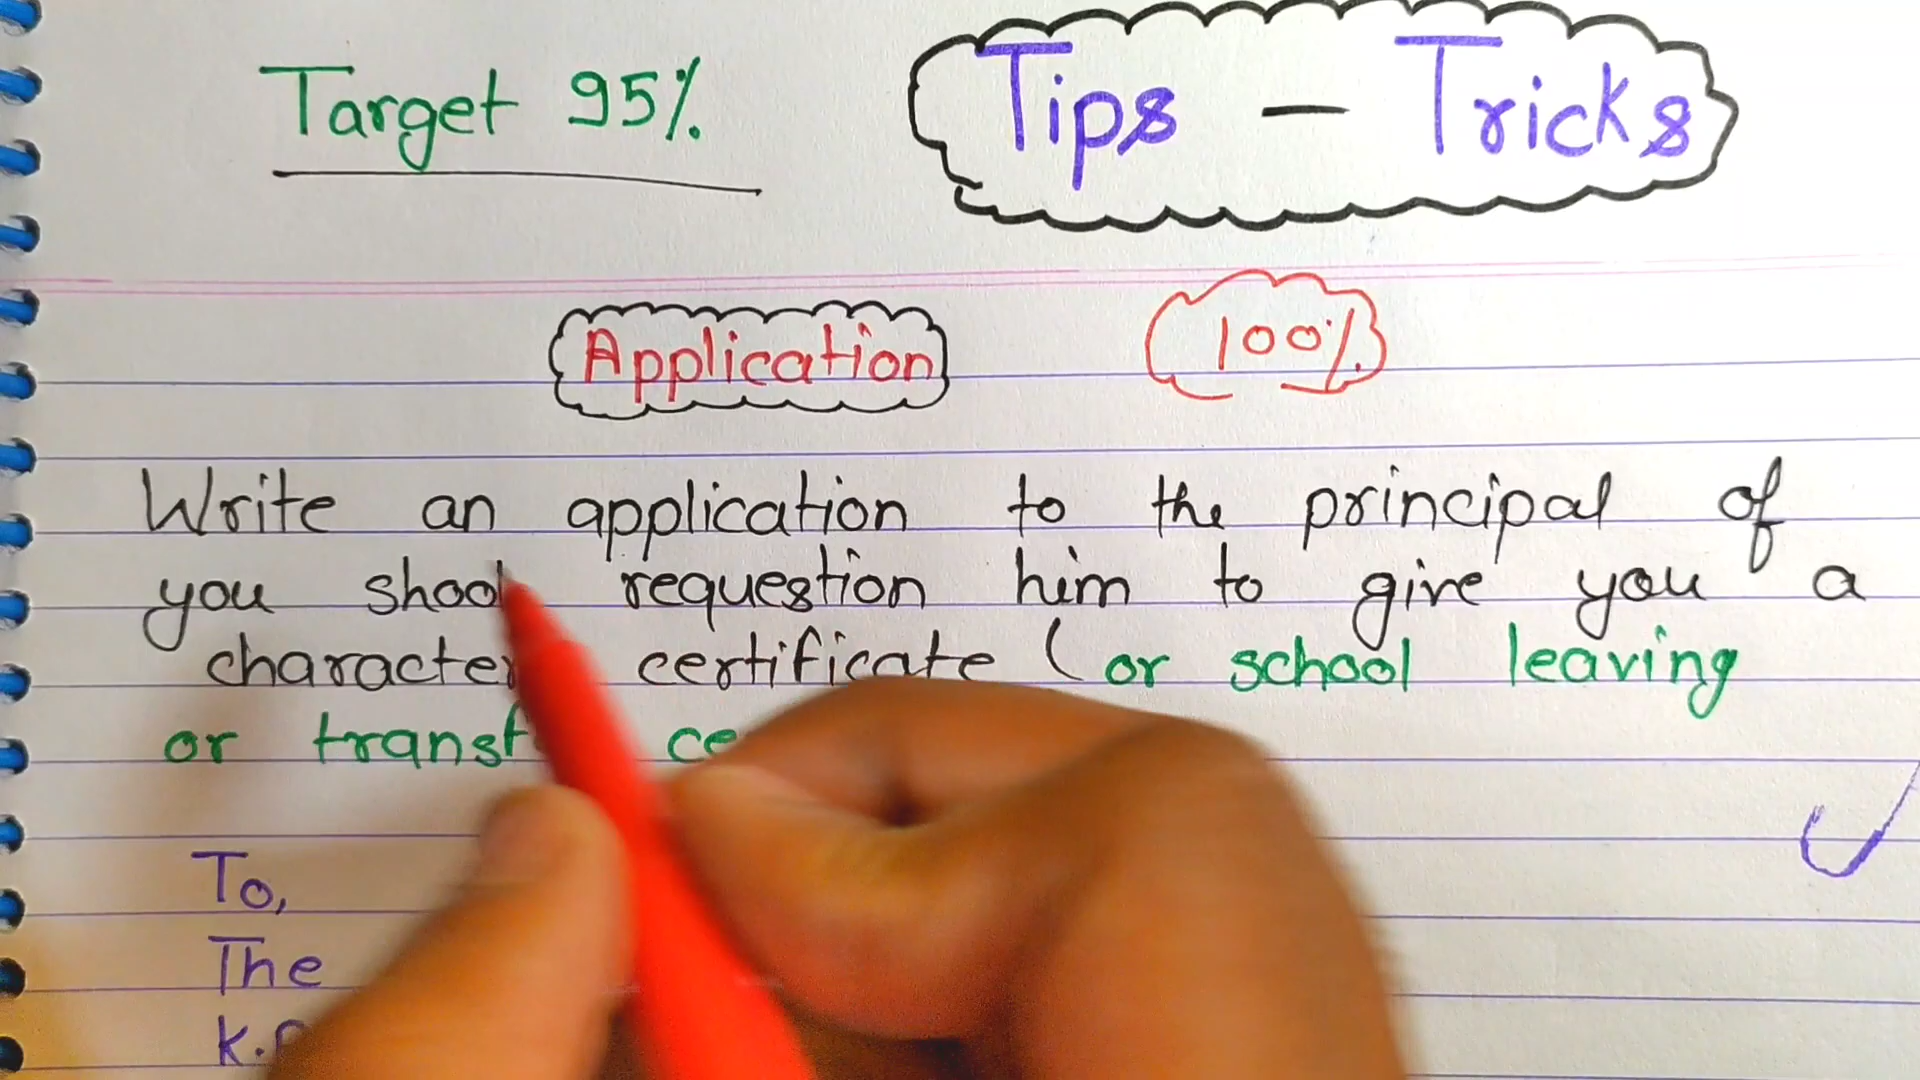 Target 95%
Tips - Tricks
Application
100%
Write an application to the principal of
you shool requestion him to give you a
character certificate (or school leaving
or
To,
The